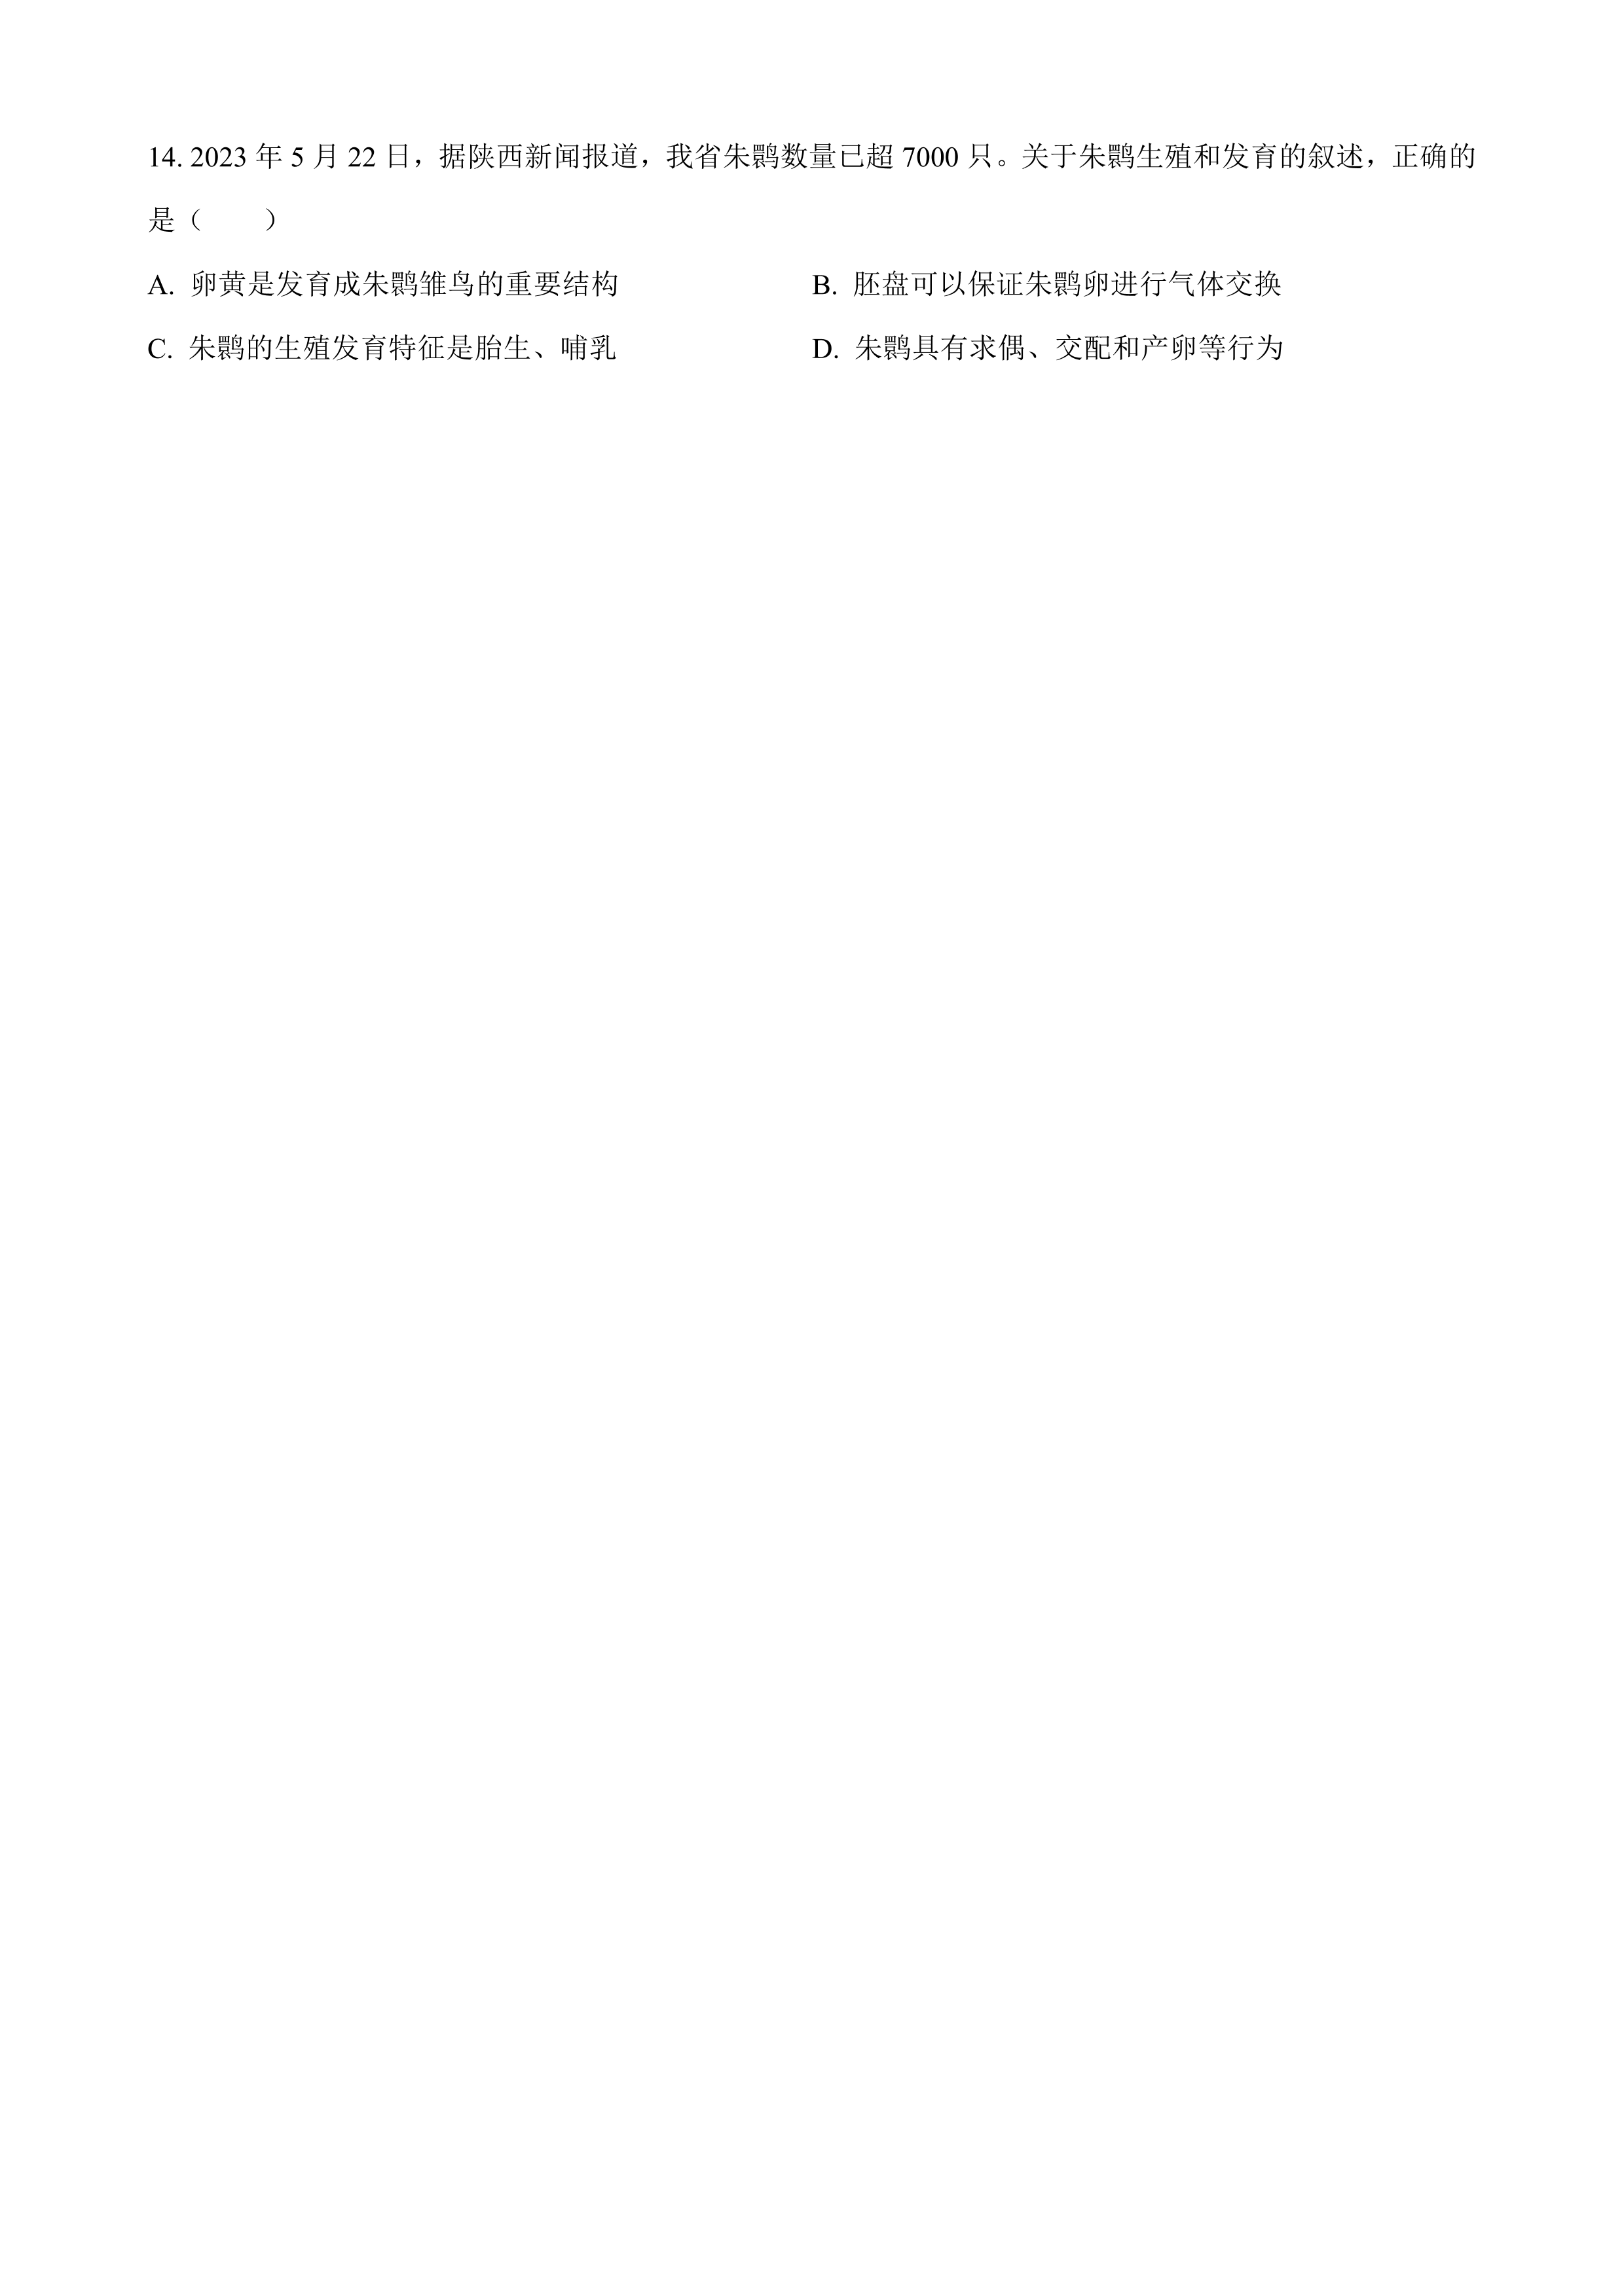 14. 2023 年 5 月 22 日，据陕西新闻报道，我省朱鹮数量已超 7000 只。关于朱鹮生殖和发育的叙述，正确的
是（　　）
A. 卵黄是发育成朱鹮雏鸟的重要结构 B. 胚盘可以保证朱鹮卵进行气体交换
C. 朱鹮的生殖发育特征是胎生、哺乳 D. 朱鹮具有求偶、交配和产卵等行为